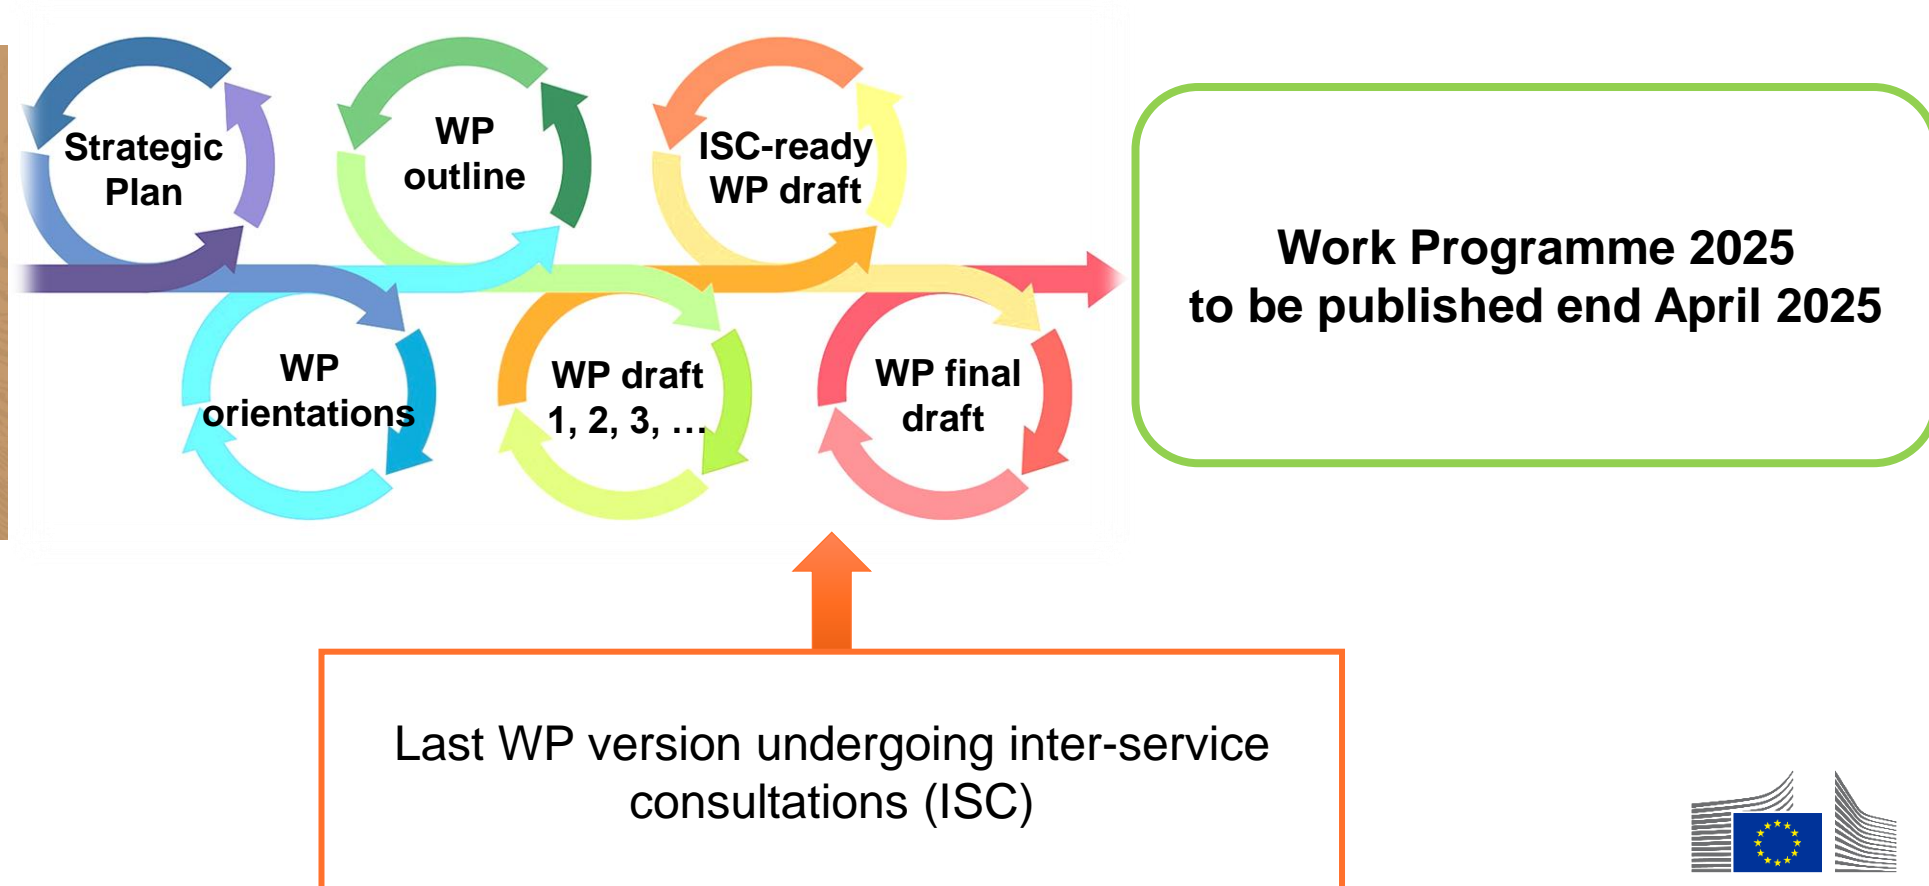 Strategic
Plan
WP
orientations
WP
outline
WP draft
1, 2, 3, …
ISC-ready
WP draft
WP final
draft
Work Programme 2025
to be published end April 2025
Last WP version undergoing inter-service
consultations (ISC)